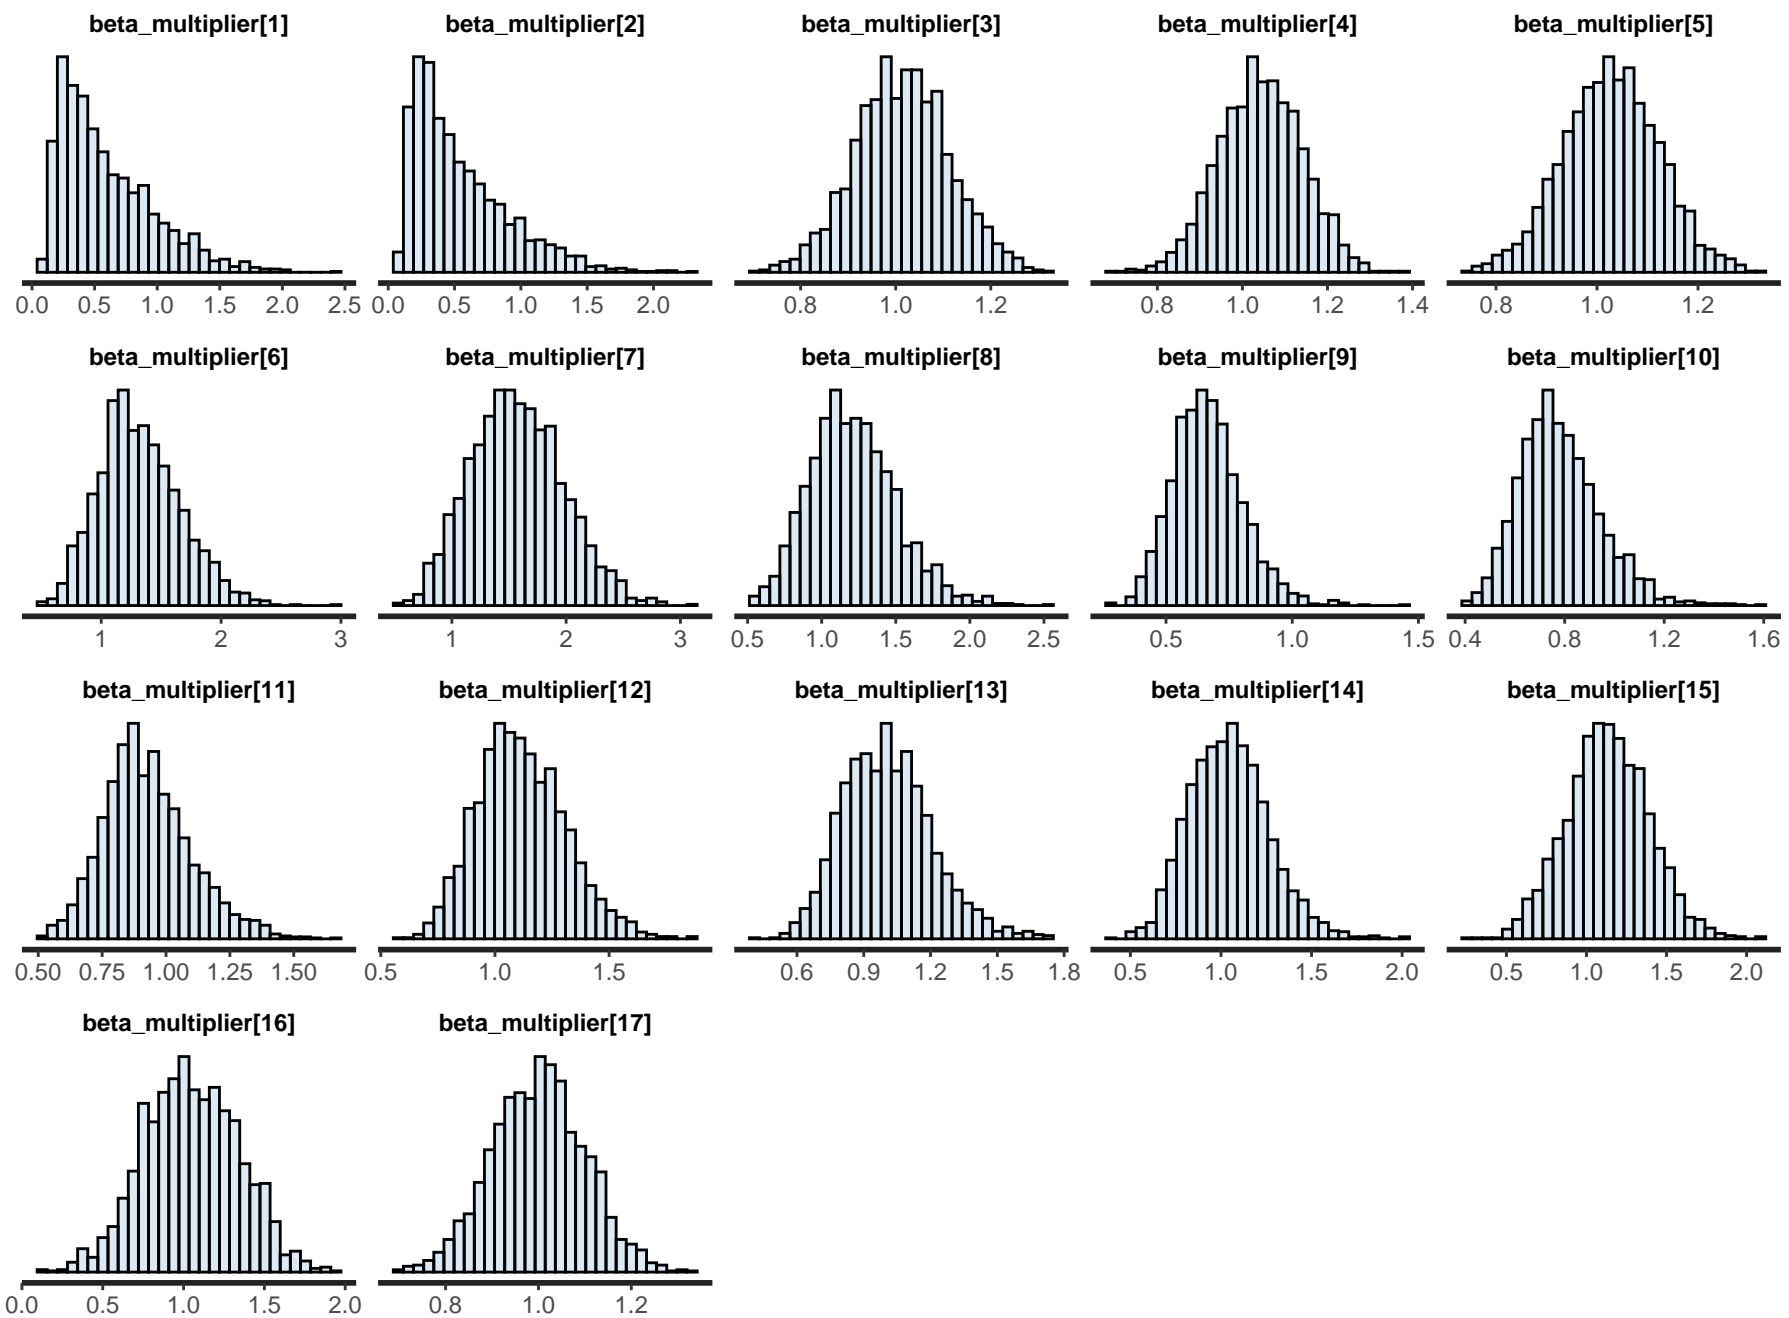 beta_multiplier[1] beta_multiplier[2] beta_multiplier[3] beta_multiplier[4] beta_multiplier[5]
0.0 0.5 1.0 1.5 2.0 2.5 0.0 0.5 1.0 1.5 2.0 0.8 1.0 1.2 0.8 1.0 1.2 1.4 0.8 1.0 1.2
beta_multiplier[6] beta_multiplier[7] beta_multiplier[8] beta_multiplier[9] beta_multiplier[10]
1 2 3 1 2 3 0.5 1.0 1.5 2.0 2.5 0.5 1.0 1.5 0.4 0.8 1.2 1.6
beta_multiplier[11] beta_multiplier[12] beta_multiplier[13] beta_multiplier[14] beta_multiplier[15]
0.50 0.75 1.00 1.25 1.50 0.5 1.0 1.5 0.6 0.9 1.2 1.5 1.8 0.5 1.0 1.5 2.0 0.5 1.0 1.5 2.0
beta_multiplier[16] beta_multiplier[17]
0.0 0.5 1.0 1.5 2.0 0.8 1.0 1.2